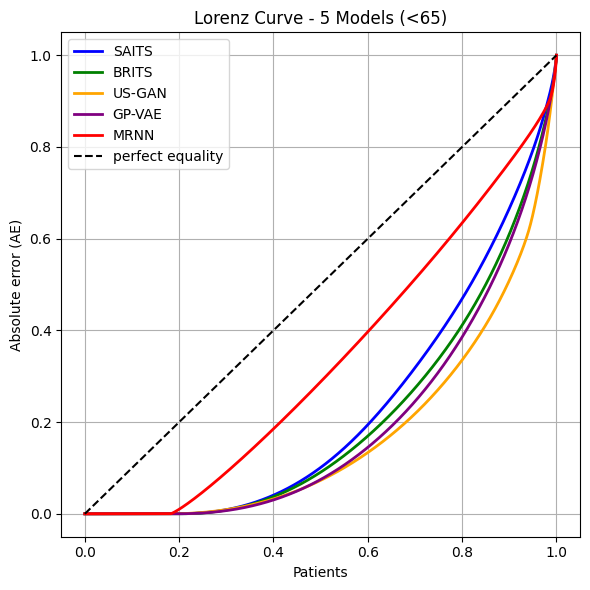 Lorenz Curve - 5 Models (<65)
SAITS
BRITS
US-GAN
GP-VAE
MRNN
perfect equality
Absolute error (AE)
1.0
0.8
0.6
0.4
0.2
0.0
0.0 0.2 0.4 0.6 0.8 1.0
Patients